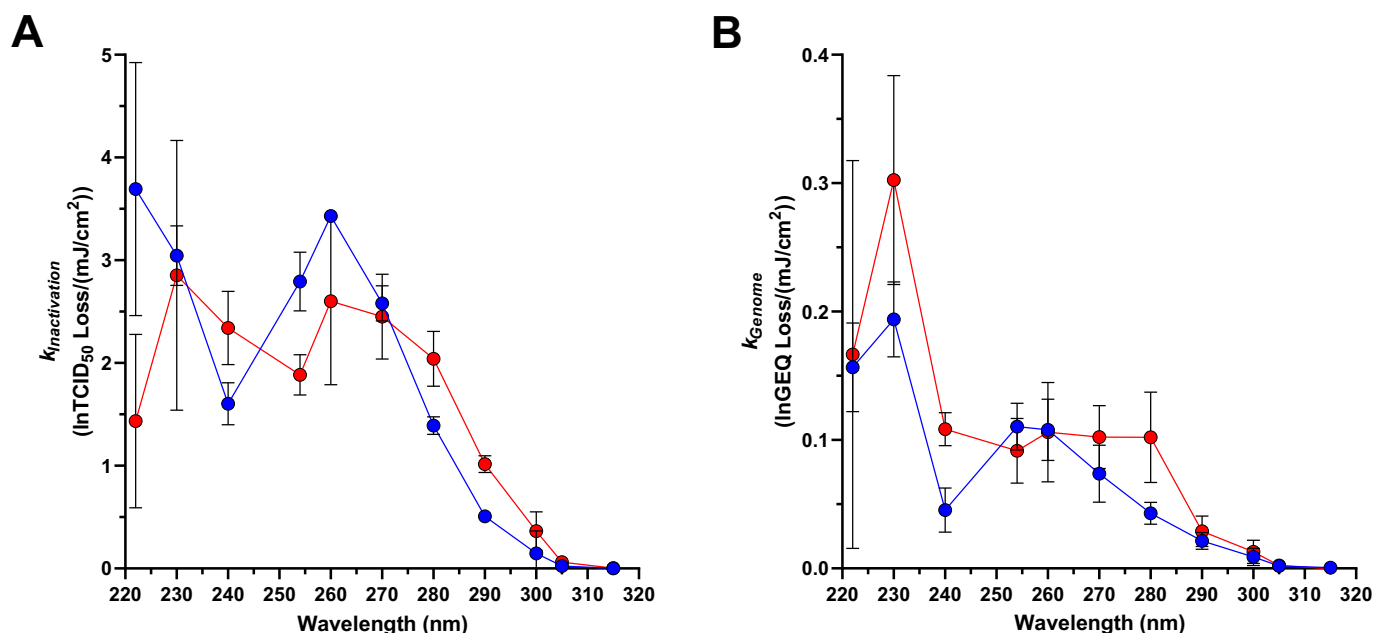 A
5
4
3
2
1
0
k_Inactivation
(lnTCID₅₀ Loss/(mJ/cm²))
220 230 240 250 260 270 280 290 300 310 320
Wavelength (nm)
B
0.4
0.3
0.2
0.1
0.0
k_Genome
(lnGEQ Loss/(mJ/cm²))
220 230 240 250 260 270 280 290 300 310 320
Wavelength (nm)